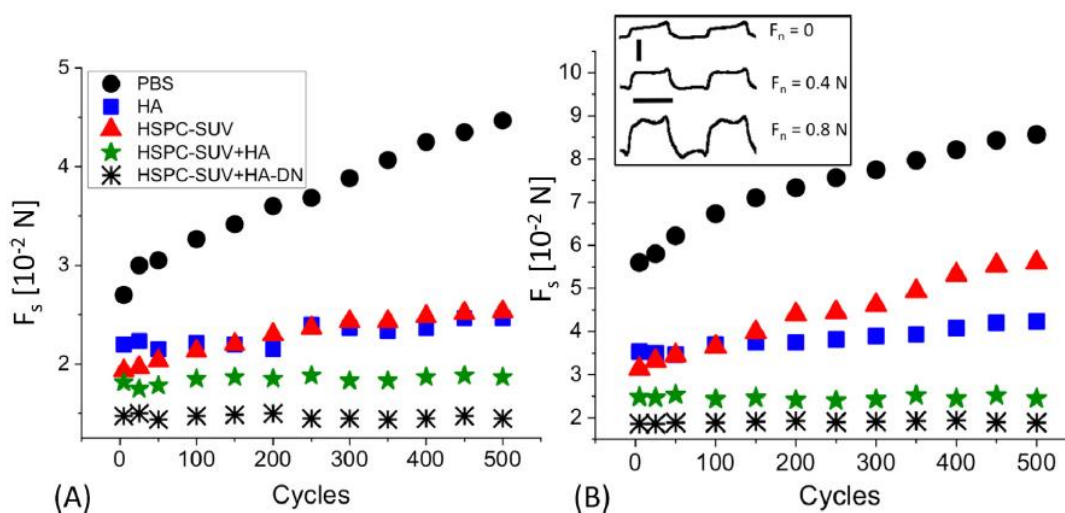 5
4
3
2
F_s [10^-2 N]
PBS
HA
HSPC-SUV
HSPC-SUV+HA
HSPC-SUV+HA-DN
0 100 200 300 400 500
Cycles
(A)
10
9
8
7
6
5
4
3
2
F_s [10^-2 N]
F_n = 0
F_n = 0.4 N
F_n = 0.8 N
0 100 200 300 400 500
Cycles
(B)